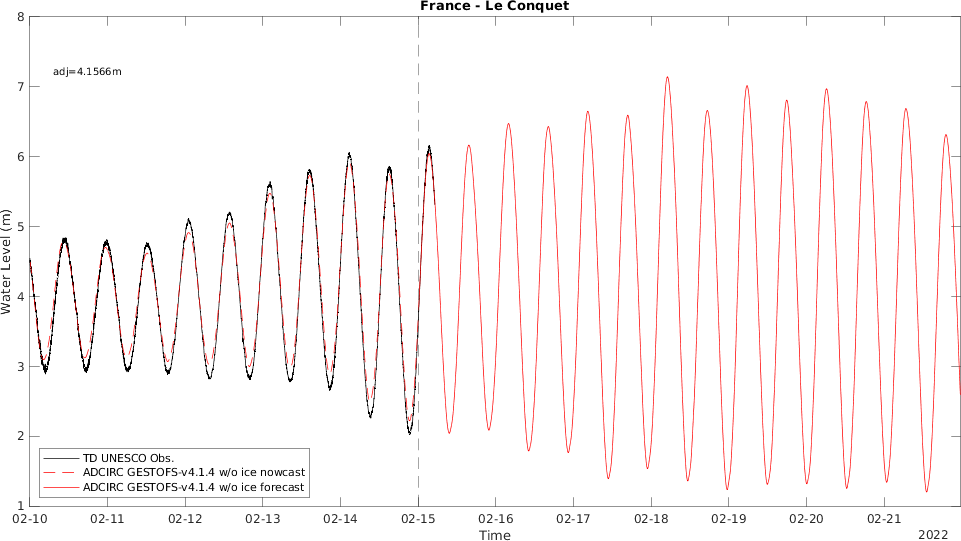 France - Le Conquet
adj=4.1566m
Water Level (m)
8
7
6
5
4
3
2
1
TD UNESCO Obs.
ADCIRC GESTOFS-v4.1.4 w/o ice nowcast
ADCIRC GESTOFS-v4.1.4 w/o ice forecast
02-10 02-11 02-12 02-13 02-14 02-15 02-16 02-17 02-18 02-19 02-20 02-21
Time
2022